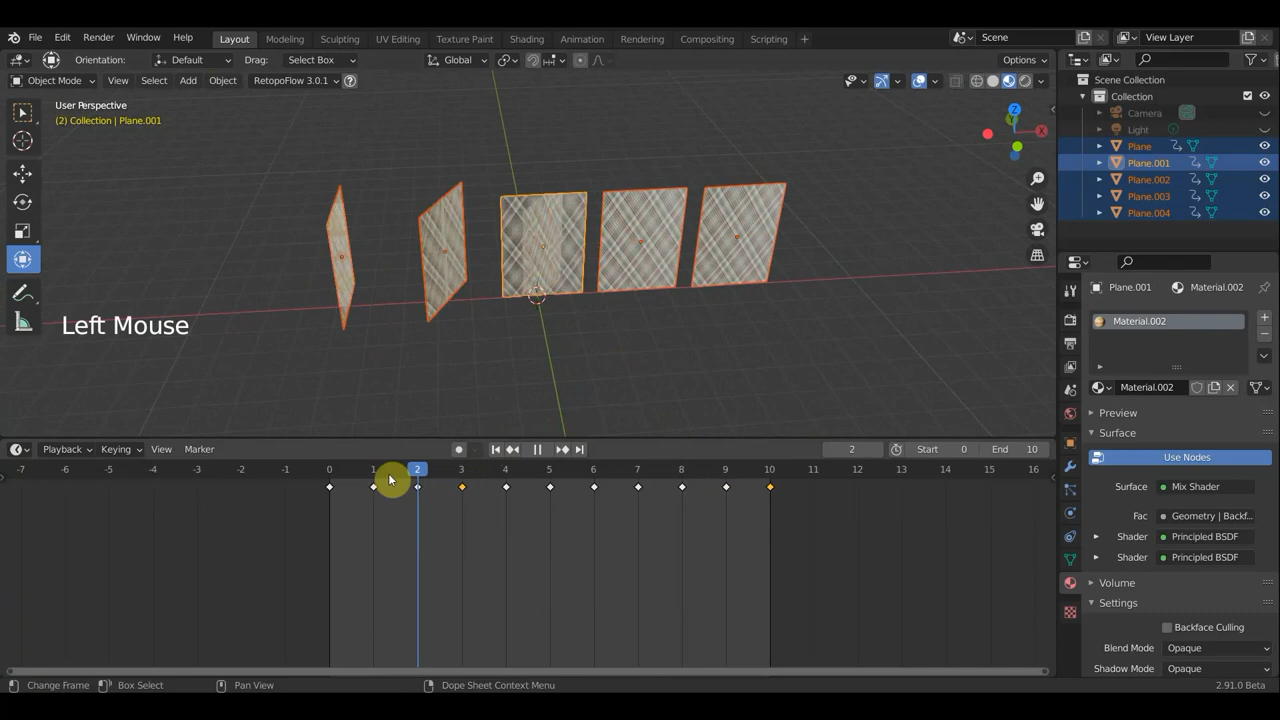 File Edit Render Window Help Layout Modeling Sculpting UV Editing Texture Paint Shading Animation Rendering Compositing Scripting + Scene View Layer
Orientation: Default Drag: Select Box Global Options
Object Mode View Select Add Object RetopoFlow 3.0.1
Scene Collection
Collection
Camera
Light
Plane
Plane.001
Plane.002
Plane.003
Plane.004
User Perspective
(2) Collection | Plane.001
Z
Y
X
Left Mouse
Plane.001 Material.002
Material.002
Material.002
Preview
Surface
Use Nodes
Surface Mix Shader
Fac Geometry | Backf...
Shader Principled BSDF
Shader Principled BSDF
Volume
Settings
Backface Culling
Blend Mode Opaque
Shadow Mode Opaque
Playback Keying View Marker 2 Start 0 End 10
-7 -6 -5 -4 -3 -2 -1 0 1 2 3 4 5 6 7 8 9 10 11 12 13 14 15 16
Change Frame Box Select Pan View Dope Sheet Context Menu 2.91.0 Beta